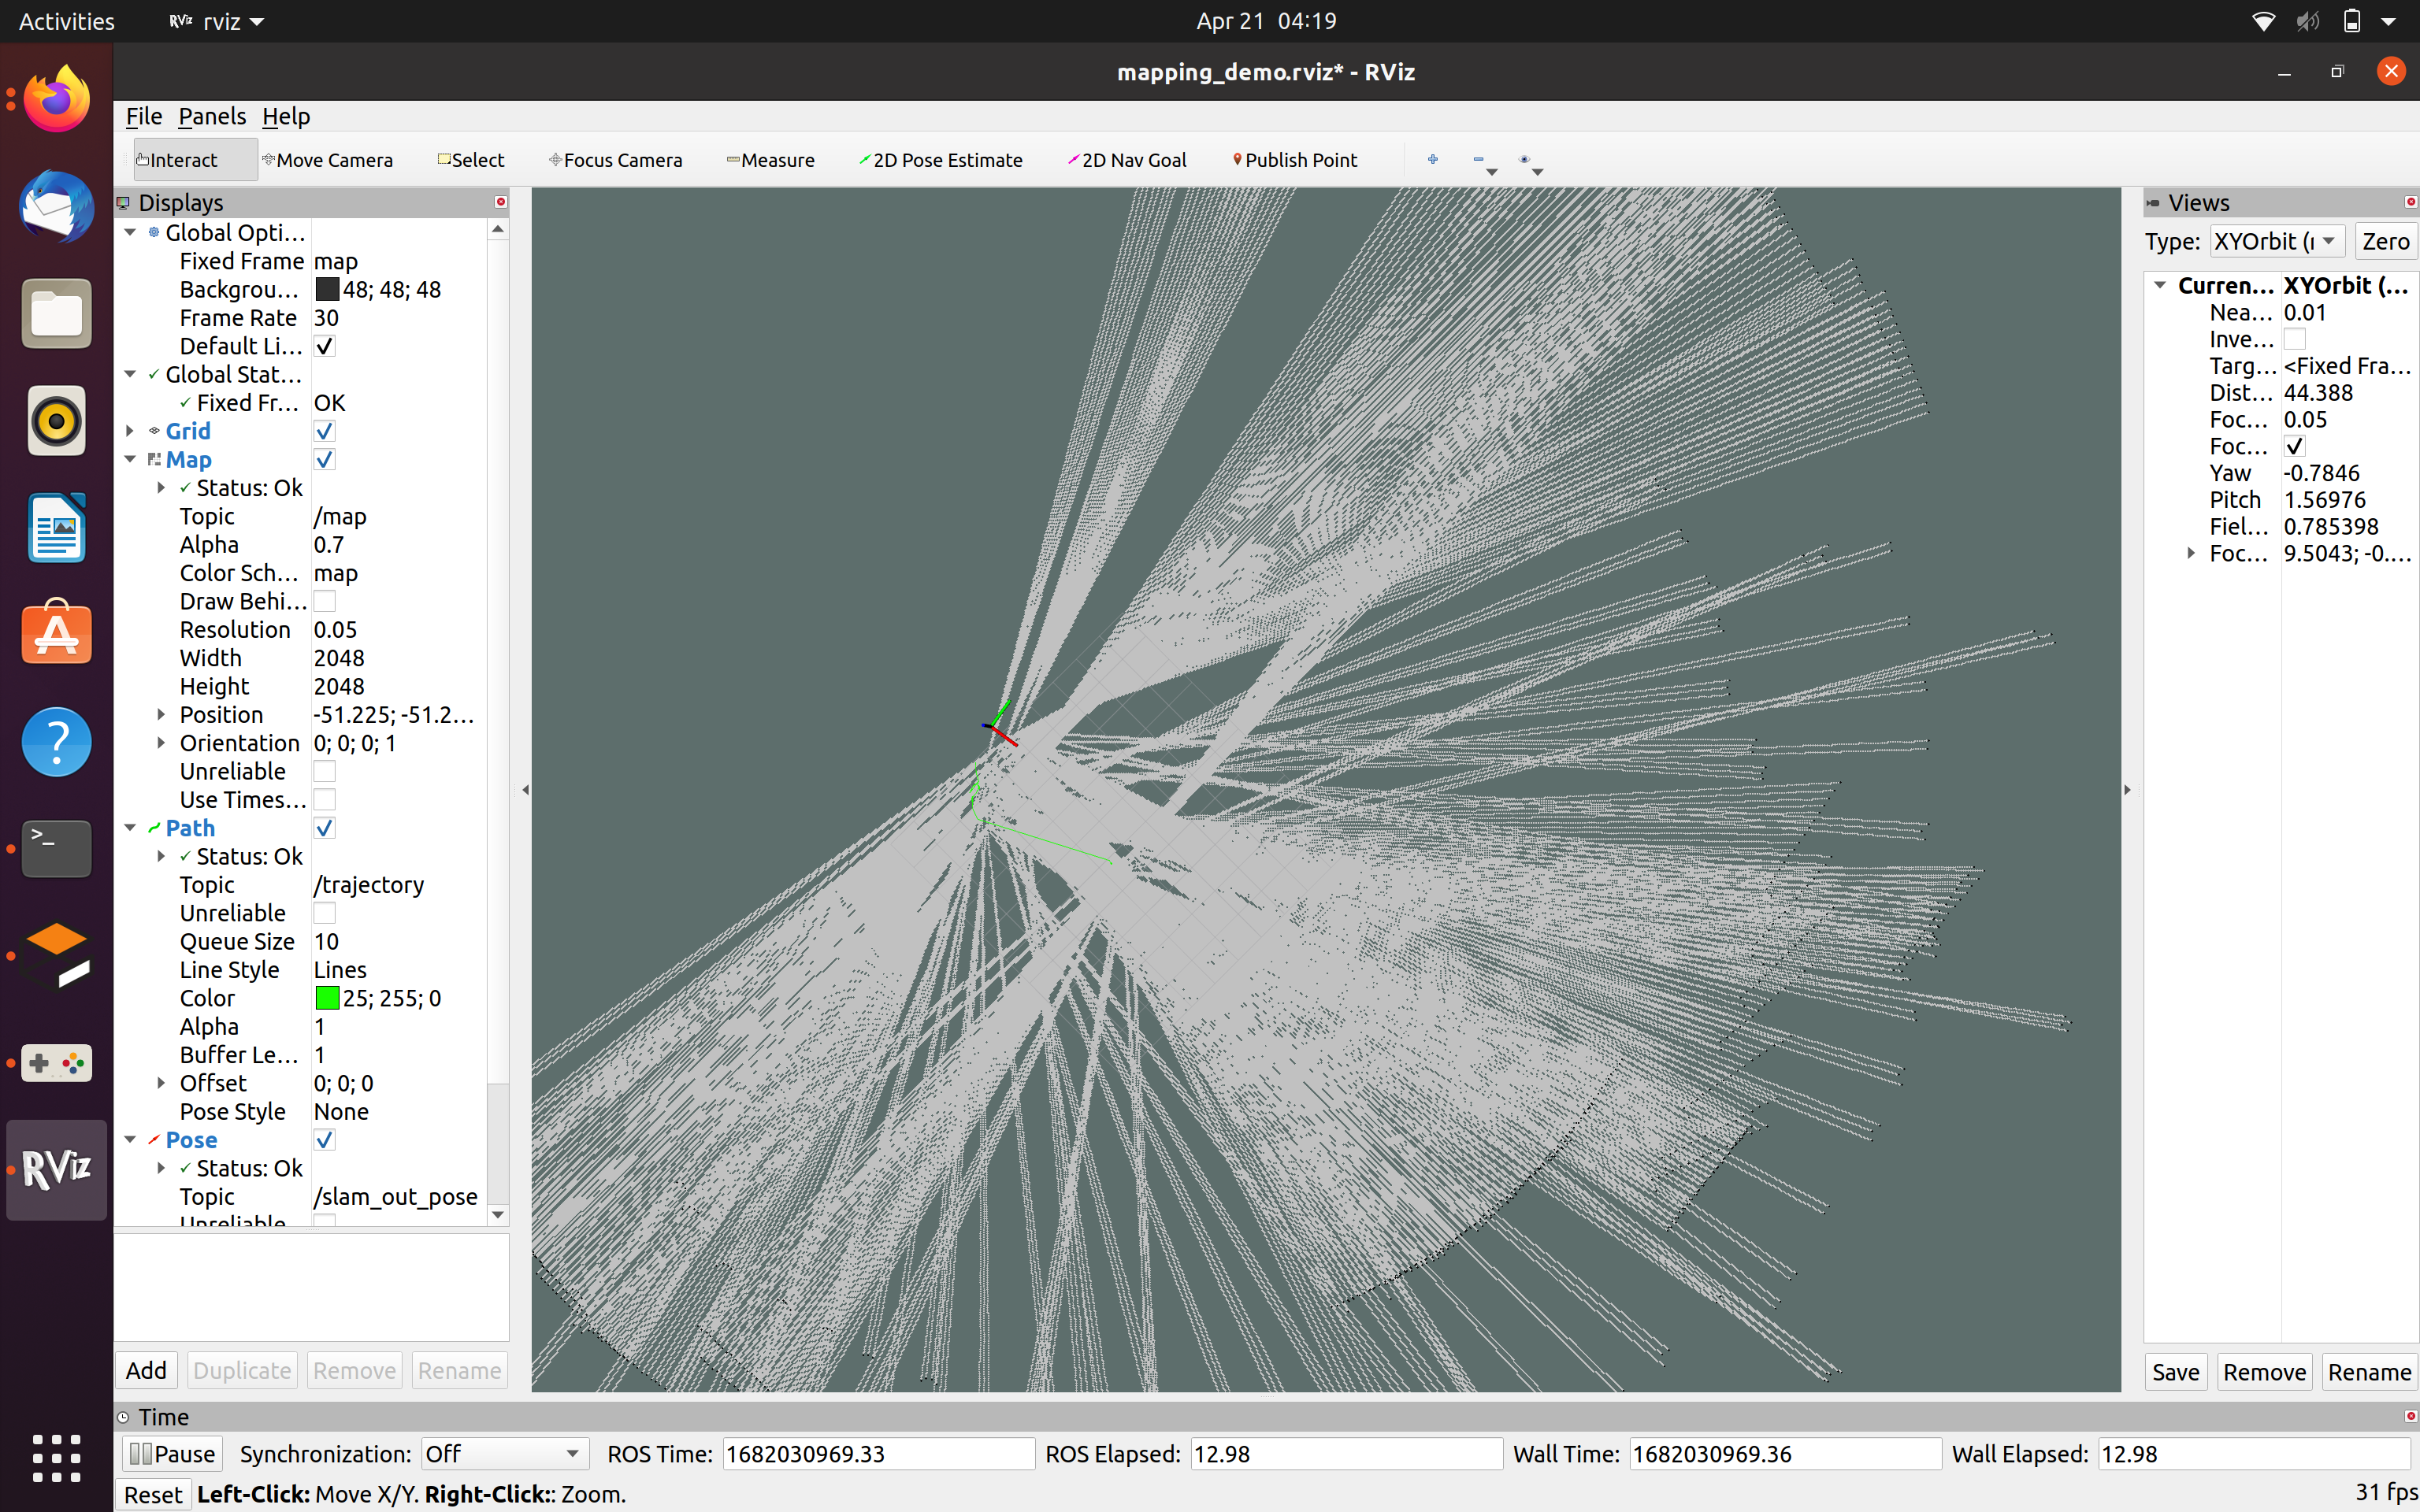 Activities
RViz rviz
Apr 21 04:19
mapping_demo.rviz* - RViz
File Panels Help
Interact Move Camera Select Focus Camera Measure 2D Pose Estimate 2D Nav Goal Publish Point
Displays
Global Opti...
Fixed Frame map
Backgrou... 48; 48; 48
Frame Rate 30
Default Li...
Global Stat...
Fixed Fr... OK
Grid
Map
Status: Ok
Topic /map
Alpha 0.7
Color Sch... map
Draw Behi...
Resolution 0.05
Width 2048
Height 2048
Position -51.225; -51.2...
Orientation 0; 0; 0; 1
Unreliable
Use Times...
Path
Status: Ok
Topic /trajectory
Unreliable
Queue Size 10
Line Style Lines
Color 25; 255; 0
Alpha 1
Buffer Le... 1
Offset 0; 0; 0
Pose Style None
Pose
Status: Ok
Topic /slam_out_pose
Unreliable
Add Duplicate Remove Rename
Views
Type: XYOrbit (r Zero
Curren... XYOrbit (...
Nea... 0.01
Inve...
Targ... <Fixed Fra...
Dist... 44.388
Foc... 0.05
Foc...
Yaw -0.7846
Pitch 1.56976
Fiel... 0.785398
Foc... 9.5043; -0....
Save Remove Rename
RViz
Time
Pause Synchronization: Off ROS Time: 1682030969.33 ROS Elapsed: 12.98 Wall Time: 1682030969.36 Wall Elapsed: 12.98
Reset Left-Click: Move X/Y. Right-Click:: Zoom. 31 fps